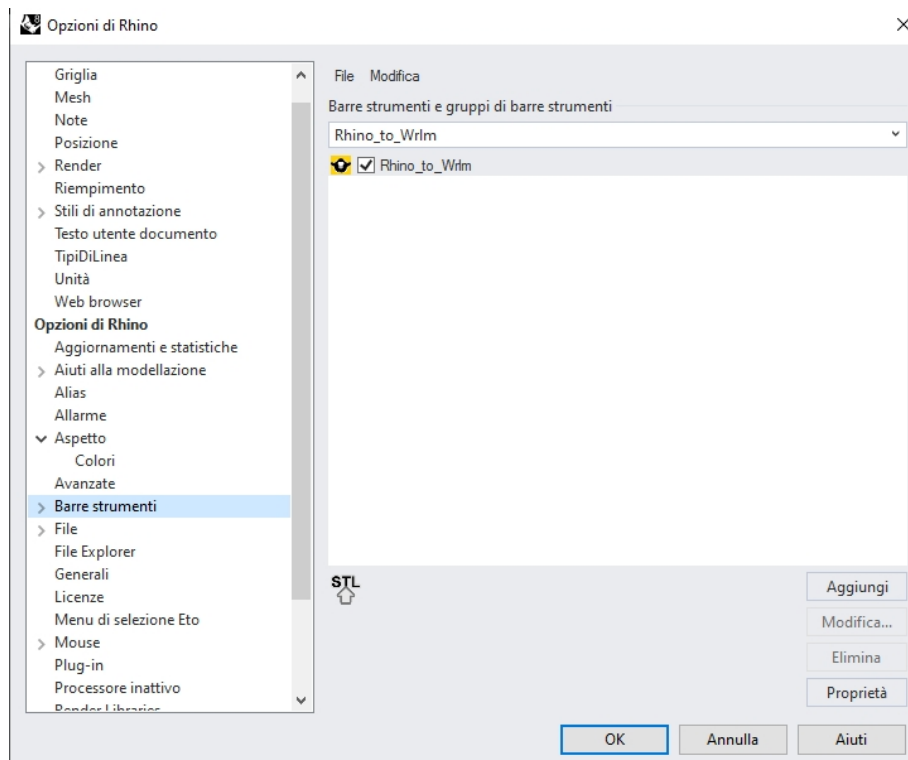 Opzioni di Rhino
Griglia
Mesh
Note
Posizione
Render
Riempimento
Stili di annotazione
Testo utente documento
TipiDiLinea
Unità
Web browser
Opzioni di Rhino
Aggiornamenti e statistiche
Aiuti alla modellazione
Alias
Allarme
Aspetto
Colori
Avanzate
Barre strumenti
File
File Explorer
Generali
Licenze
Menu di selezione Eto
Mouse
Plug-in
Processore inattivo
Render Libraries
File Modifica
Barre strumenti e gruppi di barre strumenti
Rhino_to_Wrlm
Rhino_to_Wrlm
STL
Aggiungi
Modifica...
Elimina
Proprietà
OK Annulla Aiuti